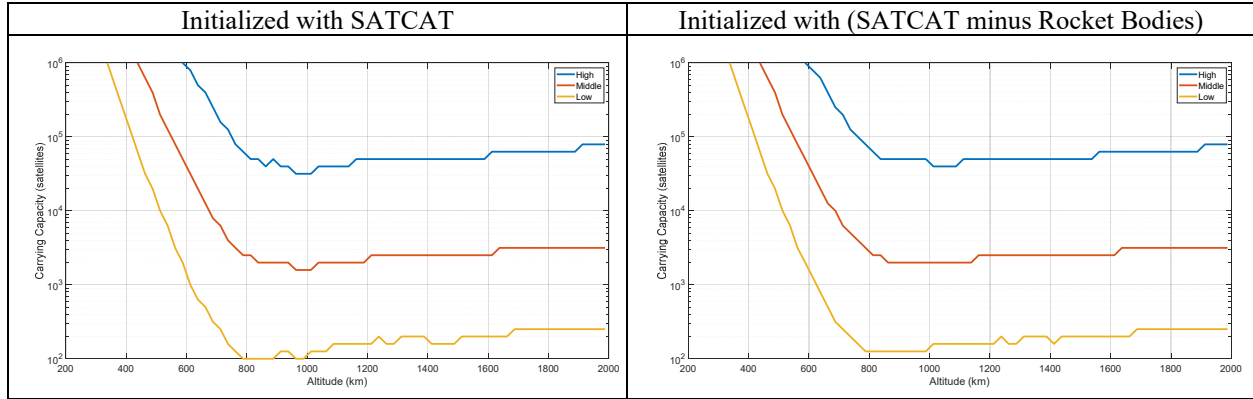 Initialized with SATCAT
Initialized with (SATCAT minus Rocket Bodies)
Carrying Capacity (satellites)
10^6
10^5
10^4
10^3
10^2
High
Middle
Low
200 400 600 800 1000 1200 1400 1600 1800 2000
Altitude (km)
Carrying Capacity (satellites)
10^6
10^5
10^4
10^3
10^2
High
Middle
Low
200 400 600 800 1000 1200 1400 1600 1800 2000
Altitude (km)